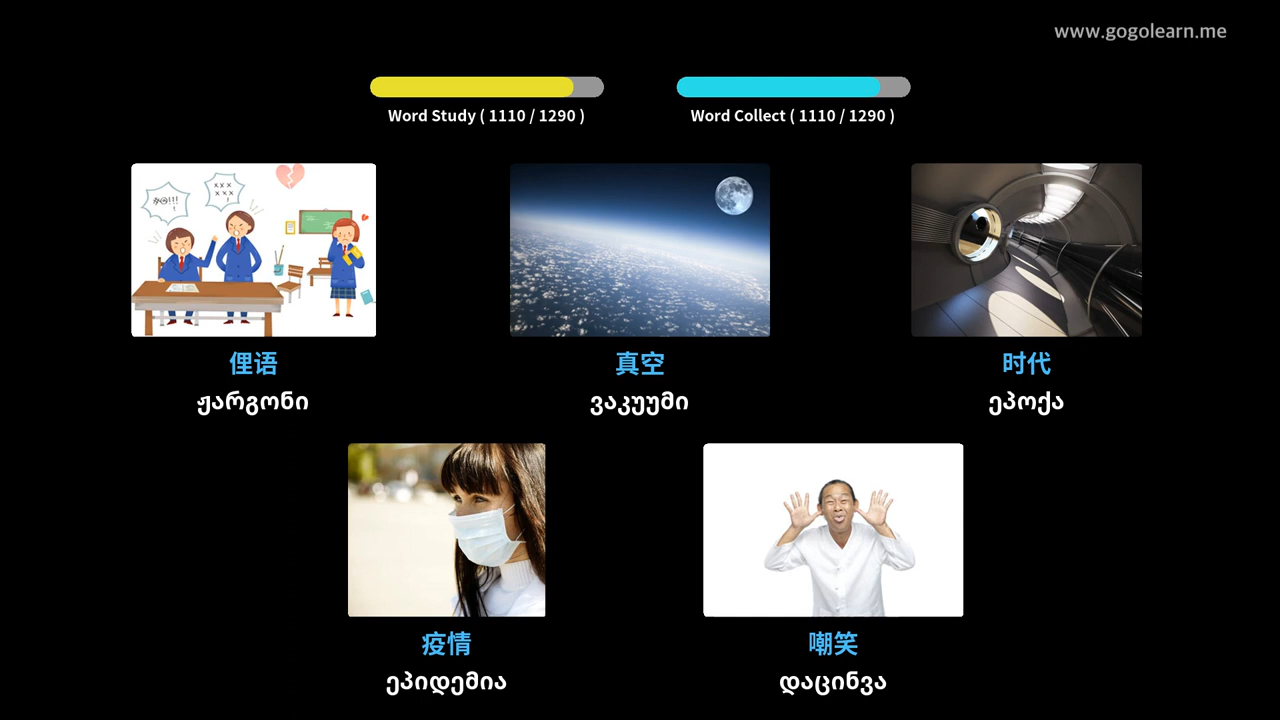 www.gogolearn.me
Word Study ( 1110 / 1290 )
Word Collect ( 1110 / 1290 )
#@!!!
!
××× 
×××
!
俚语
真空
时代
ჟარგონი
ვაკუუმი
ეპოქა
疫情
嘲笑
ეპიდემია
დაცინვა